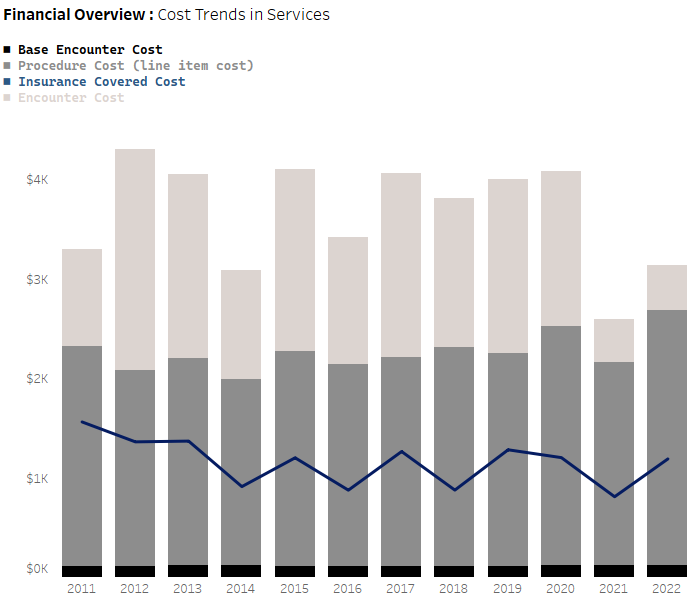 Financial Overview : Cost Trends in Services
■ Base Encounter Cost
■ Procedure Cost (line item cost)
■ Insurance Covered Cost
■ Encounter Cost
$4K
$3K
$2K
$1K
$0K
2011 2012 2013 2014 2015 2016 2017 2018 2019 2020 2021 2022